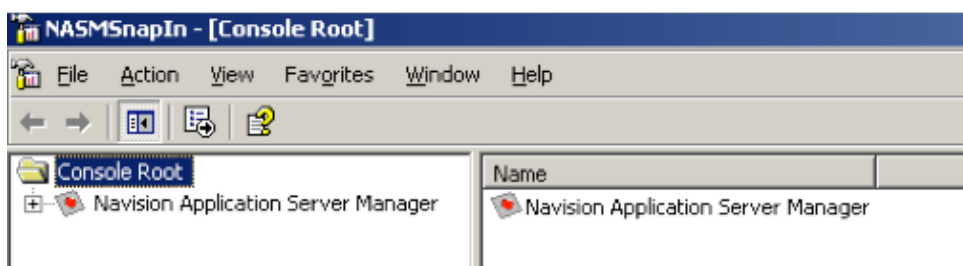 NASMSnapIn - [Console Root]
File Action View Favorites Window Help
Console Root
Navision Application Server Manager
Name
Navision Application Server Manager